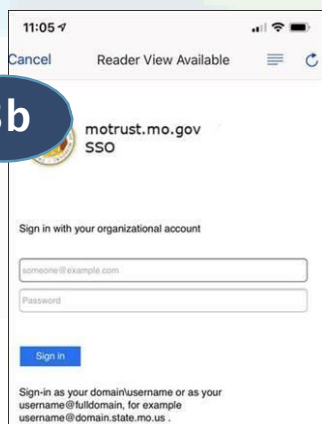 11:05
Cancel Reader View Available
b
motrust.mo.gov
SSO
Sign in with your organizational account
someone@example.com
Password
Sign in
Sign-in as your domain\username or as your
username@fulldomain, for example
username@domain.state.mo.us .